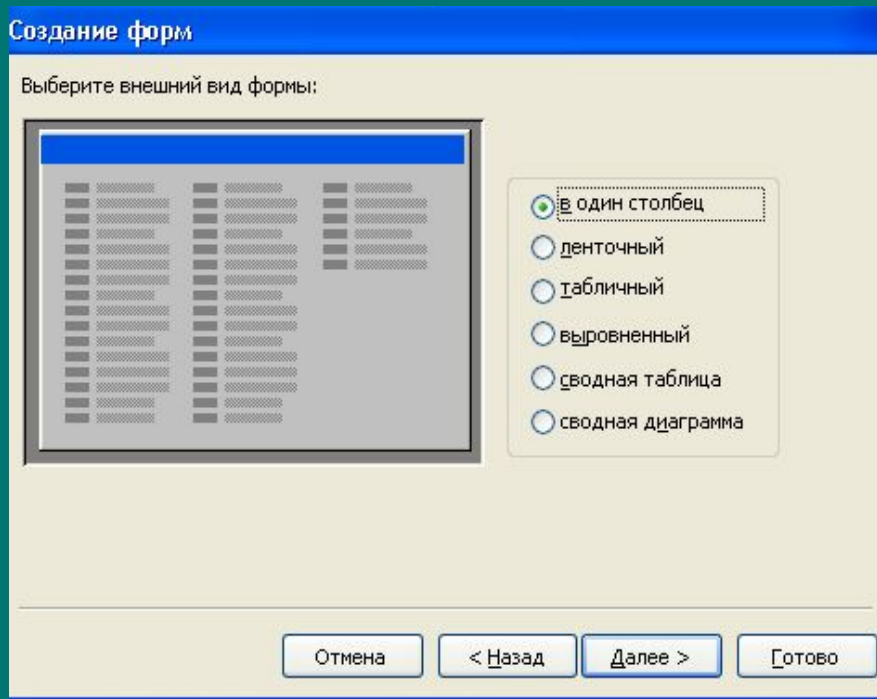 Создание форм
Выберите внешний вид формы:
в один столбец
ленточный
табличный
выровненный
сводная таблица
сводная диаграмма
Отмена
< Назад
Далее >
Готово